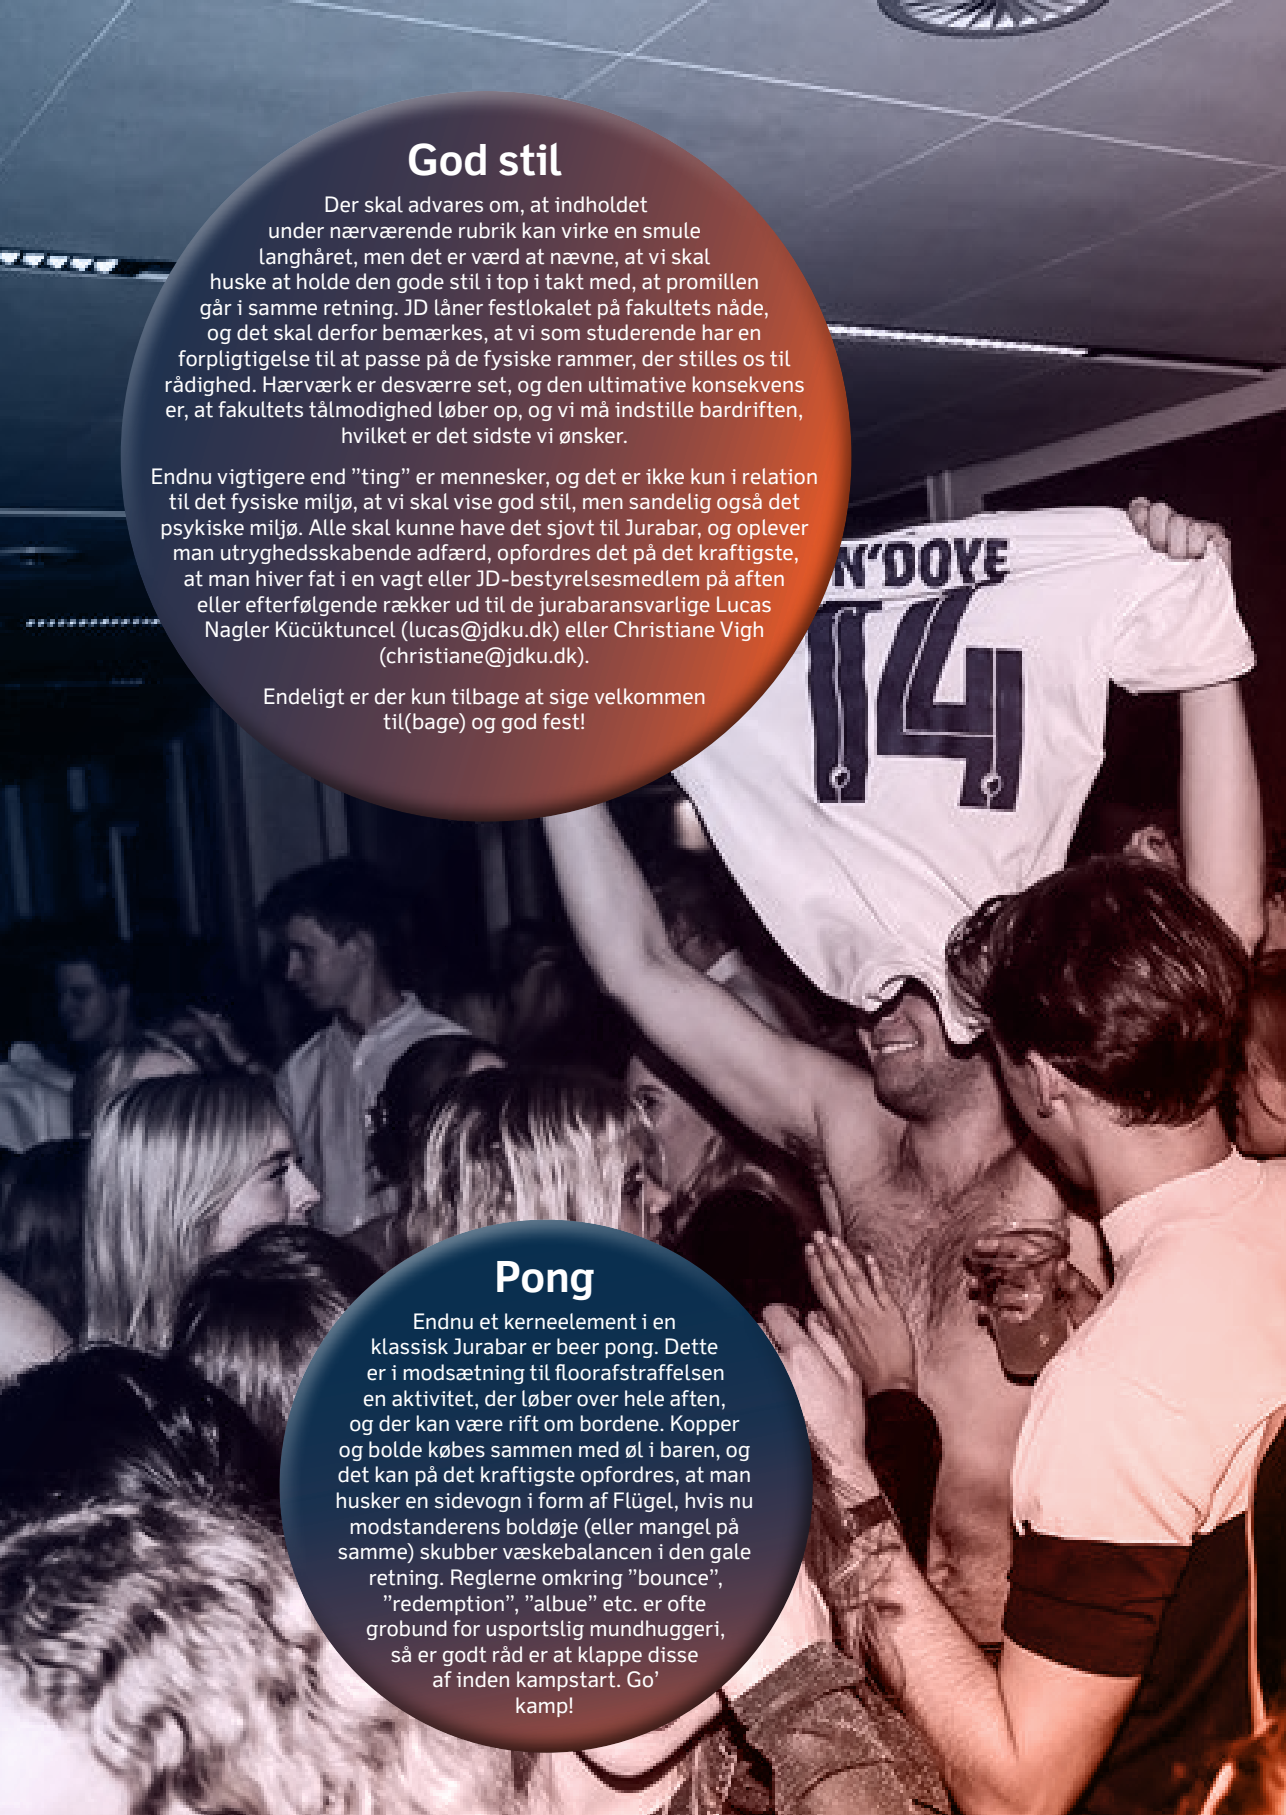 God stil
Der skal advares om, at indholdet
under nærværende rubrik kan virke en smule
langhåret, men det er værd at nævne, at vi skal
huske at holde den gode stil i top i takt med, at promillen
går i samme retning. JD låner festlokalet på fakultets nåde,
og det skal derfor bemærkes, at vi som studerende har en
forpligtigelse til at passe på de fysiske rammer, der stilles os til
rådighed. Hærværk er desværre set, og den ultimative konsekvens
er, at fakultets tålmodighed løber op, og vi må indstille bardriften,
hvilket er det sidste vi ønsker.
Endnu vigtigere end ”ting” er mennesker, og det er ikke kun i relation
til det fysiske miljø, at vi skal vise god stil, men sandelig også det
psykiske miljø. Alle skal kunne have det sjovt til Jurabar, og oplever
man utryghedsskabende adfærd, opfordres det på det kraftigste,
at man hiver fat i en vagt eller JD-bestyrelsesmedlem på aften
eller efterfølgende rækker ud til de jurabaransvarlige Lucas
Nagler Kücüktuncel (lucas@jdku.dk) eller Christiane Vigh
(christiane@jdku.dk).
Endeligt er der kun tilbage at sige velkommen
til(bage) og god fest!
N'DOYE
14
Pong
Endnu et kerneelement i en
klassisk Jurabar er beer pong. Dette
er i modsætning til floorafstraffelsen
en aktivitet, der løber over hele aften,
og der kan være rift om bordene. Kopper
og bolde købes sammen med øl i baren, og
det kan på det kraftigste opfordres, at man
husker en sidevogn i form af Flügel, hvis nu
modstanderens boldøje (eller mangel på
samme) skubber væskebalancen i den gale
retning. Reglerne omkring ”bounce”,
”redemption”, ”albue” etc. er ofte
grobund for usportslig mundhuggeri,
så er godt råd er at klappe disse
af inden kampstart. Go’
kamp!